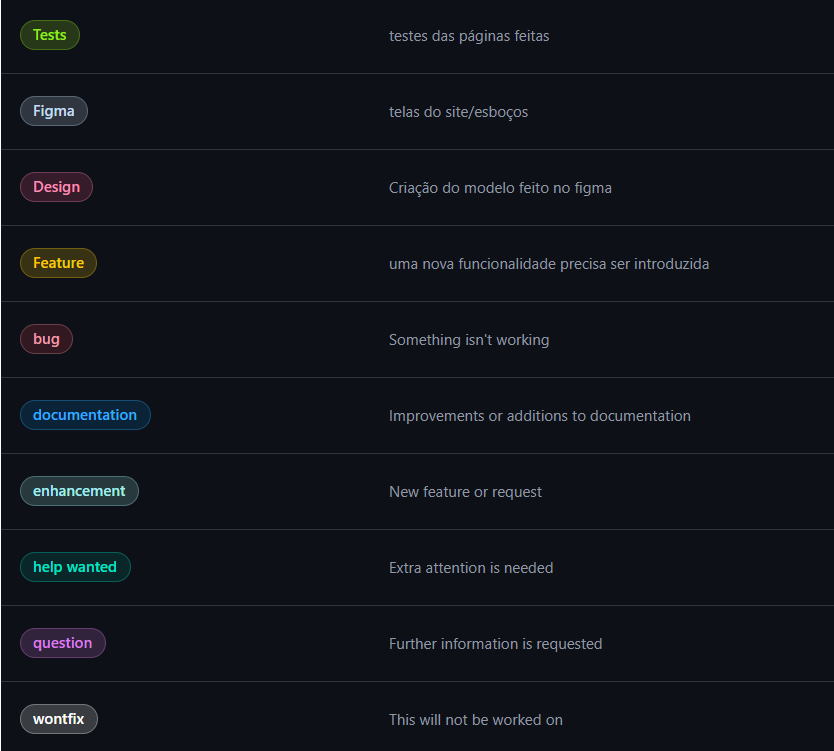 Tests testes das páginas feitas
Figma telas do site/esboços
Design Criação do modelo feito no figma
Feature uma nova funcionalidade precisa ser introduzida
bug Something isn't working
documentation Improvements or additions to documentation
enhancement New feature or request
help wanted Extra attention is needed
question Further information is requested
wontfix This will not be worked on